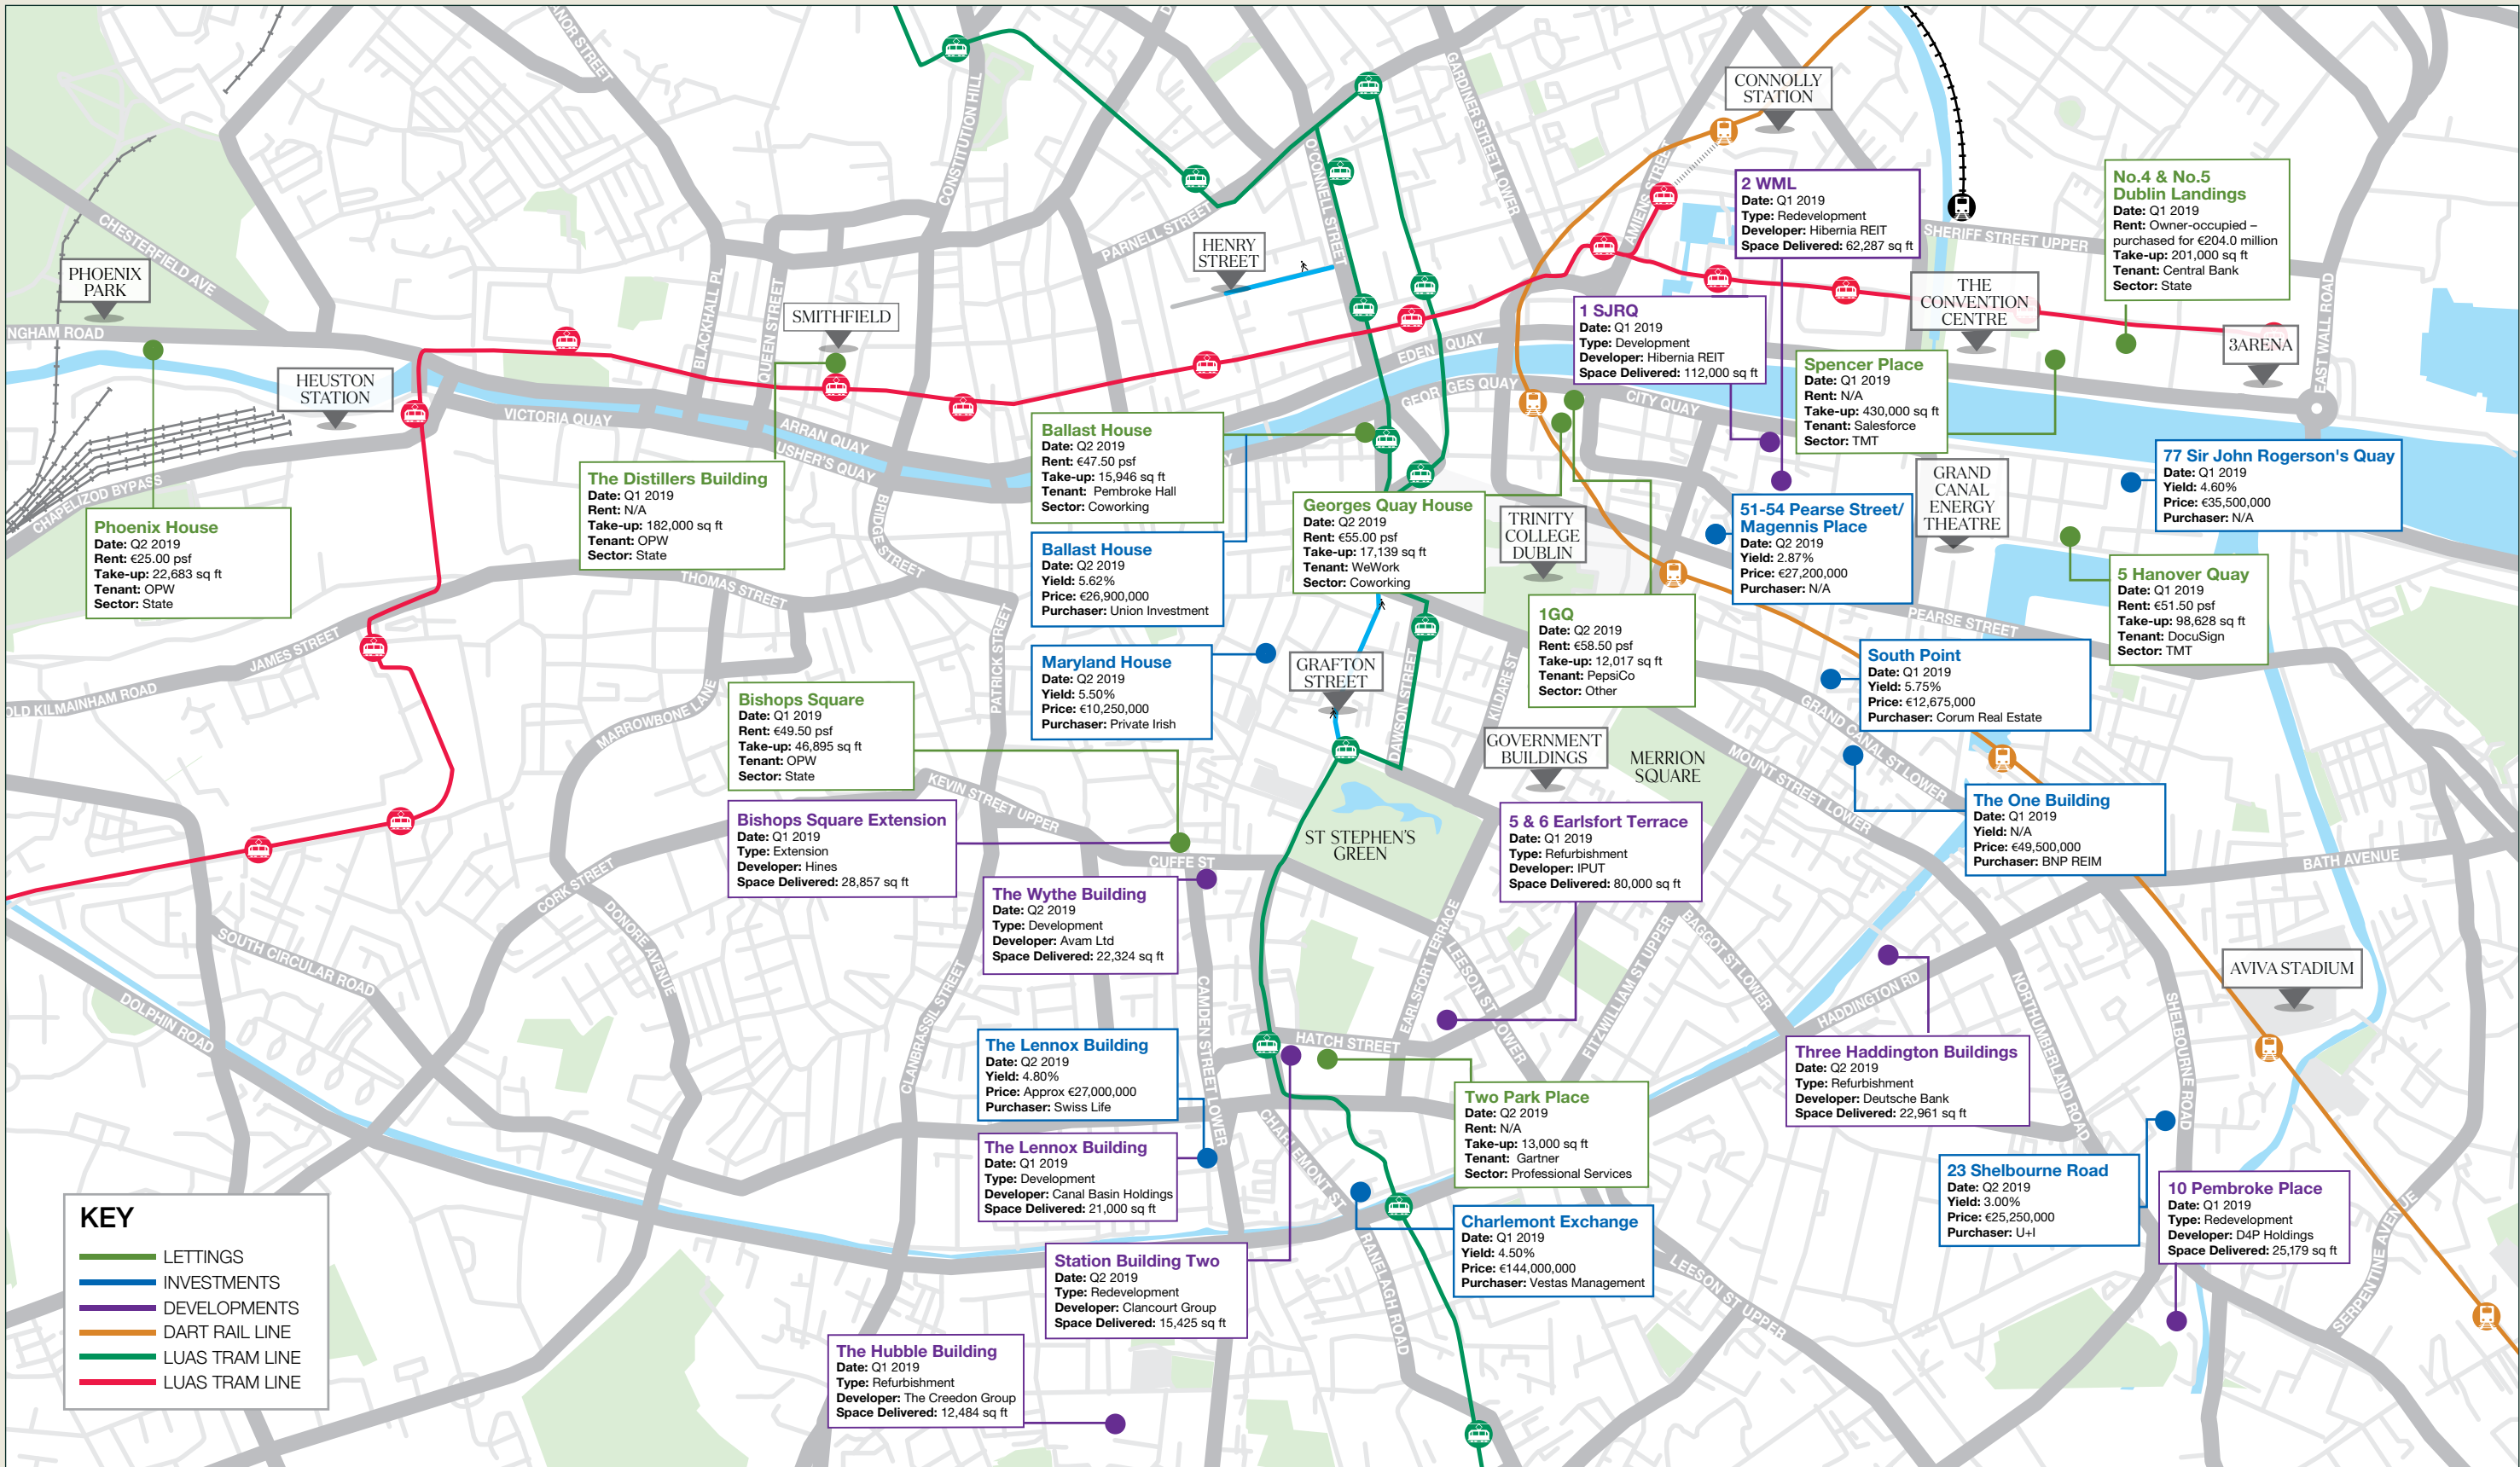 MANOR STREET
CONSTITUTION HILL
GARDINER STREET LOWER
CONNOLLY
STATION
O'CONNELL STREET
AMIENS STREET
PARNELL STREET
HENRY
STREET
CHESTERFIELD AVE
PHOENIX
PARK
NGHAM ROAD
BLACKHALL PL
QUEEN STREET
SMITHFIELD
HEUSTON
STATION
VICTORIA QUAY
ARRAN QUAY
USHER'S QUAY
EDEN QUAY
GEORGES QUAY
CITY QUAY
SHERIFF STREET UPPER
THE
CONVENTION
CENTRE
3ARENA
EAST WALL ROAD
2 WML
Date: Q1 2019
Type: Redevelopment
Developer: Hibernia REIT
Space Delivered: 62,287 sq ft
No.4 & No.5
Dublin Landings
Date: Q1 2019
Rent: Owner-occupied –
purchased for €204.0 million
Take-up: 201,000 sq ft
Tenant: Central Bank
Sector: State
1 SJRQ
Date: Q1 2019
Type: Development
Developer: Hibernia REIT
Space Delivered: 112,000 sq ft
Spencer Place
Date: Q1 2019
Rent: N/A
Take-up: 430,000 sq ft
Tenant: Salesforce
Sector: TMT
77 Sir John Rogerson's Quay
Date: Q1 2019
Yield: 4.60%
Price: €35,500,000
Purchaser: N/A
Ballast House
Date: Q2 2019
Rent: €47.50 psf
Take-up: 15,946 sq ft
Tenant: Pembroke Hall
Sector: Coworking
The Distillers Building
Date: Q1 2019
Rent: N/A
Take-up: 182,000 sq ft
Tenant: OPW
Sector: State
CHAPELIZOD BYPASS
Phoenix House
Date: Q2 2019
Rent: €25.00 psf
Take-up: 22,683 sq ft
Tenant: OPW
Sector: State
Ballast House
Date: Q2 2019
Yield: 5.62%
Price: €26,900,000
Purchaser: Union Investment
Georges Quay House
Date: Q2 2019
Rent: €55.00 psf
Take-up: 17,139 sq ft
Tenant: WeWork
Sector: Coworking
TRINITY
COLLEGE
DUBLIN
51-54 Pearse Street/
Magennis Place
Date: Q2 2019
Yield: 2.87%
Price: €27,200,000
Purchaser: N/A
GRAND
CANAL
ENERGY
THEATRE
5 Hanover Quay
Date: Q1 2019
Rent: €51.50 psf
Take-up: 98,628 sq ft
Tenant: DocuSign
Sector: TMT
BRIDGE STREET
THOMAS STREET
JAMES STREET
OLD KILMAINHAM ROAD
MARROWBONE LANE
PATRICK STREET
PEARSE STREET
1GQ
Date: Q2 2019
Rent: €58.50 psf
Take-up: 12,017 sq ft
Tenant: PepsiCo
Sector: Other
Maryland House
Date: Q2 2019
Yield: 5.50%
Price: €10,250,000
Purchaser: Private Irish
GRAFTON
STREET
DAWSON STREET
KILDARE ST
South Point
Date: Q1 2019
Yield: 5.75%
Price: €12,675,000
Purchaser: Corum Real Estate
Bishops Square
Date: Q1 2019
Rent: €49.50 psf
Take-up: 46,895 sq ft
Tenant: OPW
Sector: State
GOVERNMENT
BUILDINGS
MERRION
SQUARE
GRAND CANAL ST LOWER
MOUNT STREET LOWER
KEVIN STREET UPPER
Bishops Square Extension
Date: Q1 2019
Type: Extension
Developer: Hines
Space Delivered: 28,857 sq ft
ST STEPHEN'S
GREEN
5 & 6 Earlsfort Terrace
Date: Q1 2019
Type: Refurbishment
Developer: IPUT
Space Delivered: 80,000 sq ft
The One Building
Date: Q1 2019
Yield: N/A
Price: €49,500,000
Purchaser: BNP REIM
BATH AVENUE
CUFFE ST
The Wythe Building
Date: Q2 2019
Type: Development
Developer: Avam Ltd
Space Delivered: 22,324 sq ft
CORK STREET
DONORE AVENUE
SOUTH CIRCULAR ROAD
DOLPHIN ROAD
CLANBRASSIL STREET
CAMDEN STREET LOWER
EARLSFORT TERRACE
LEESON ST LOWER
FITZWILLIAM ST UPPER
BAGGOT ST LOWER
HADDINGTON RD
NORTHUMBERLAND ROAD
SHELBOURNE ROAD
AVIVA STADIUM
HATCH STREET
The Lennox Building
Date: Q2 2019
Yield: 4.80%
Price: Approx €27,000,000
Purchaser: Swiss Life
Three Haddington Buildings
Date: Q2 2019
Type: Refurbishment
Developer: Deutsche Bank
Space Delivered: 22,961 sq ft
Two Park Place
Date: Q2 2019
Rent: N/A
Take-up: 13,000 sq ft
Tenant: Gartner
Sector: Professional Services
The Lennox Building
Date: Q1 2019
Type: Development
Developer: Canal Basin Holdings
Space Delivered: 21,000 sq ft
CHARLEMONT ST
23 Shelbourne Road
Date: Q2 2019
Yield: 3.00%
Price: €25,250,000
Purchaser: U+I
10 Pembroke Place
Date: Q1 2019
Type: Redevelopment
Developer: D4P Holdings
Space Delivered: 25,179 sq ft
Charlemont Exchange
Date: Q1 2019
Yield: 4.50%
Price: €144,000,000
Purchaser: Vestas Management
Station Building Two
Date: Q2 2019
Type: Redevelopment
Developer: Clancourt Group
Space Delivered: 15,425 sq ft
RANELAGH ROAD
LEESON ST UPPER
SERPENTINE AVENUE
The Hubble Building
Date: Q1 2019
Type: Refurbishment
Developer: The Creedon Group
Space Delivered: 12,484 sq ft
KEY
LETTINGS
INVESTMENTS
DEVELOPMENTS
DART RAIL LINE
LUAS TRAM LINE
LUAS TRAM LINE